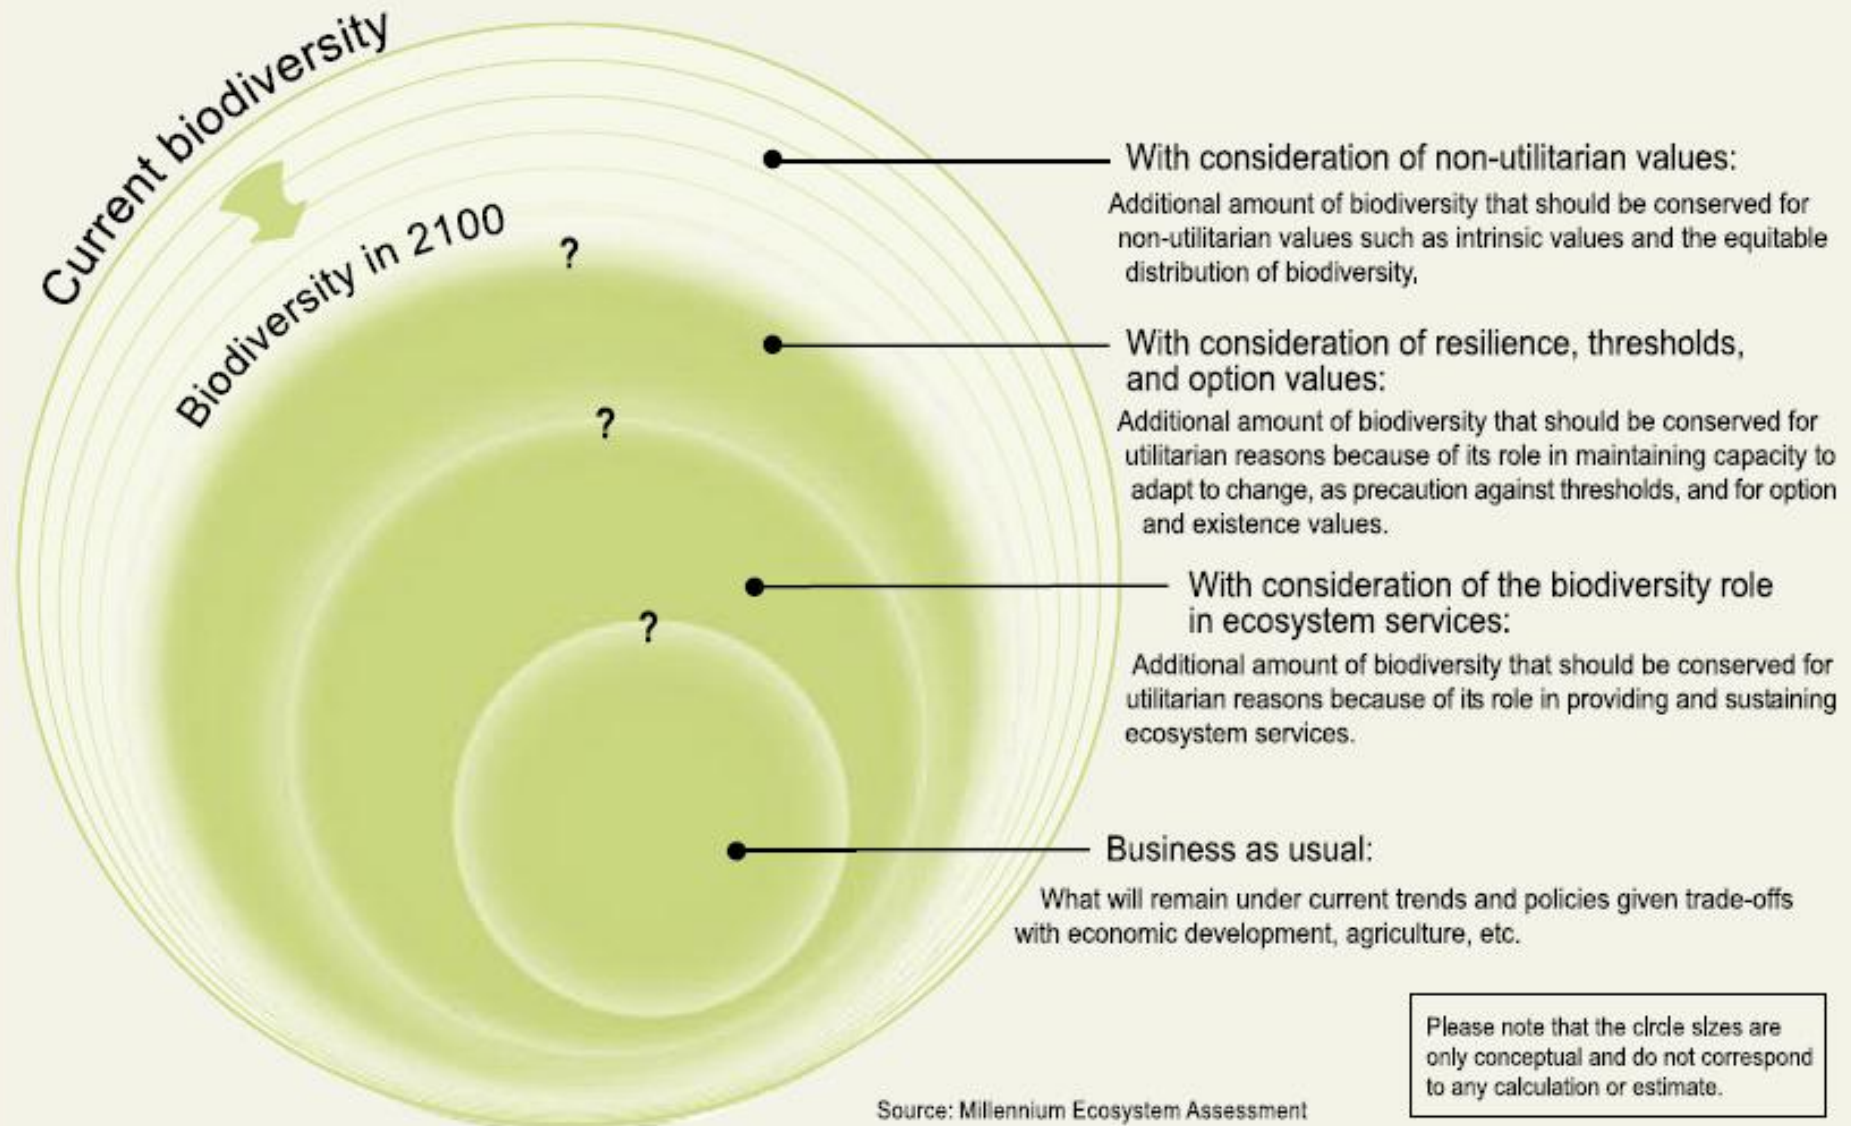 Current biodiversity
Biodiversity in 2100
?
?
?
With consideration of non-utilitarian values:
Additional amount of biodiversity that should be conserved for
non-utilitarian values such as intrinsic values and the equitable
distribution of biodiversity,
With consideration of resilience, thresholds,
and option values:
Additional amount of biodiversity that should be conserved for
utilitarian reasons because of its role in maintaining capacity to
adapt to change, as precaution against thresholds, and for option
and existence values.
With consideration of the biodiversity role
in ecosystem services:
Additional amount of biodiversity that should be conserved for
utilitarian reasons because of its role in providing and sustaining
ecosystem services.
Business as usual:
What will remain under current trends and policies given trade-offs
with economic development, agriculture, etc.
Please note that the circle sizes are
only conceptual and do not correspond
to any calculation or estimate.
Source: Millennium Ecosystem Assessment